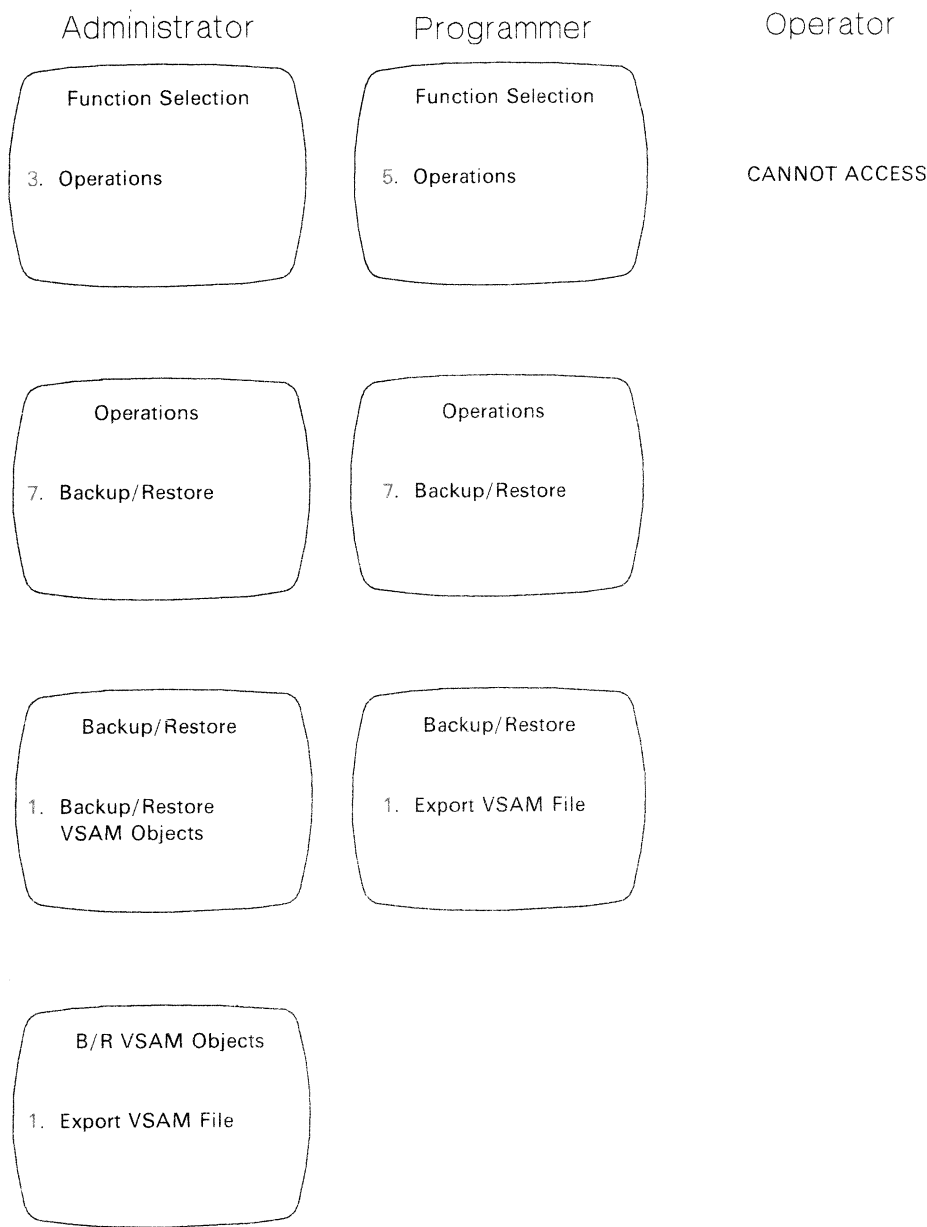 Administrator
Programmer
Operator
Function Selection
3. Operations
Function Selection
5. Operations
CANNOT ACCESS
Operations
7. Backup/Restore
Operations
7. Backup/Restore
Backup/Restore
1. Backup/Restore
VSAM Objects
Backup/Restore
1. Export VSAM File
B/R VSAM Objects
1. Export VSAM File